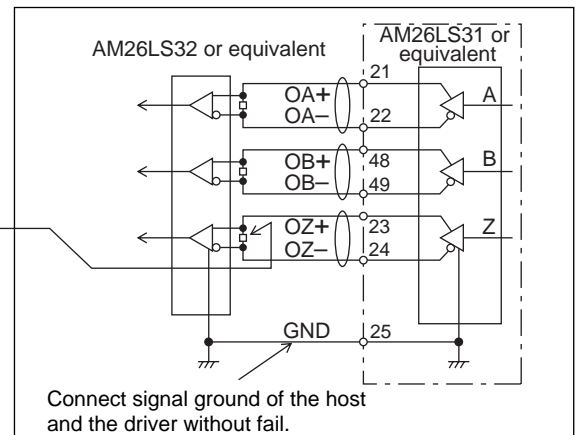 AM26LS32 or equivalent
AM26LS31 or
equivalent
21
OA+
A
OA−
22
48
OB+
B
OB−
49
OZ+
23
Z
OZ−
24
GND
25
Connect signal ground of the host
and the driver without fail.